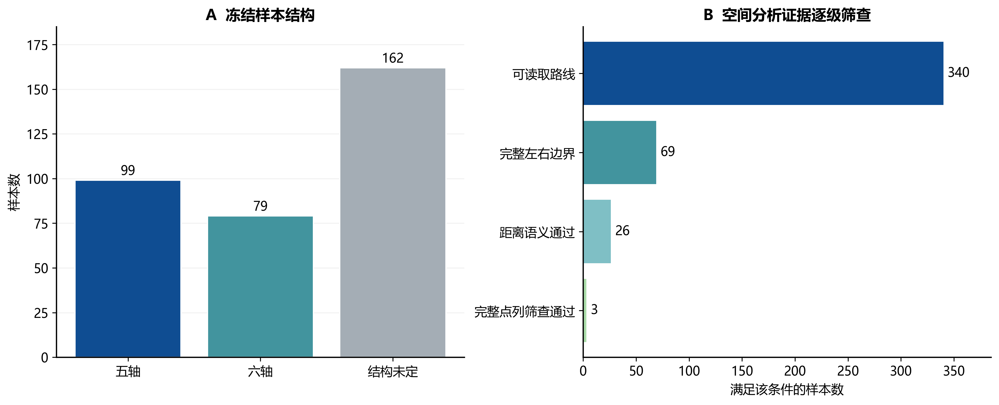 A 冻结样本结构
样本数
175
150
125
100
75
50
25
0
99
79
162
五轴
六轴
结构未定
B 空间分析证据逐级筛查
可读取路线
340
完整左右边界
69
距离语义通过
26
完整点列筛查通过
3
0 50 100 150 200 250 300 350
满足该条件的样本数